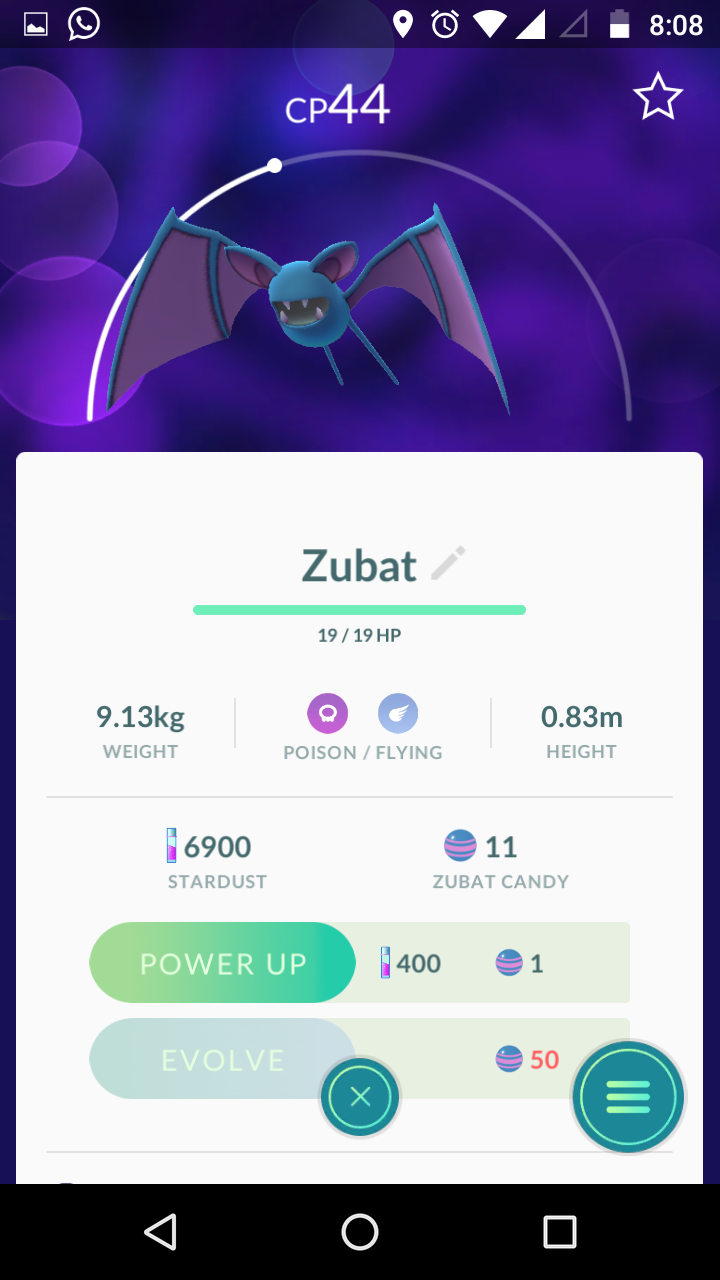 8:08
CP44
Zubat
19 / 19 HP
9.13kg
WEIGHT
POISON / FLYING
0.83m
HEIGHT
6900
STARDUST
11
ZUBAT CANDY
POWER UP 400 1
EVOLVE 50